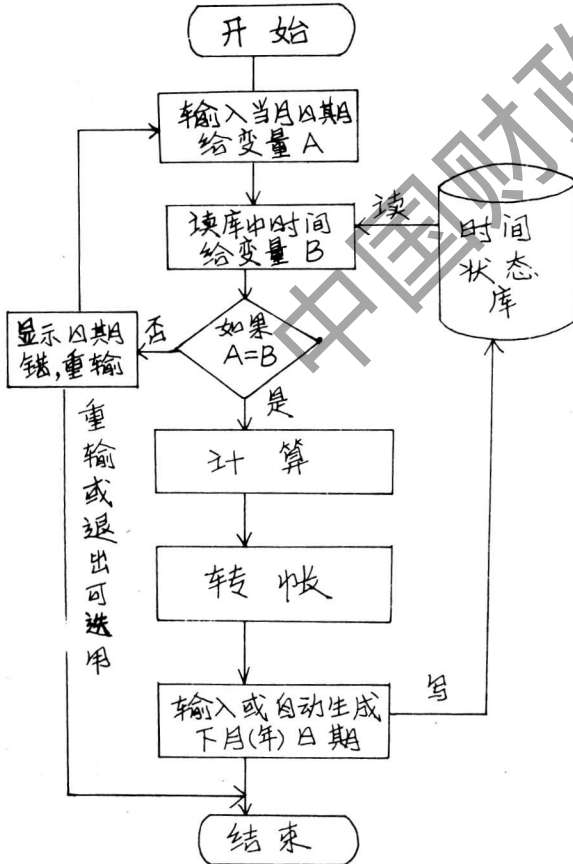 开始
输入当月日期
给变量 A
读库中时间
给变量 B
读
时间
状态
库
如果
A=B
否
显示日期
错,重输
是
重输或退出可选用
计算
转帐
输入或自动生成
下月(年)日期
写
结束
中国财政